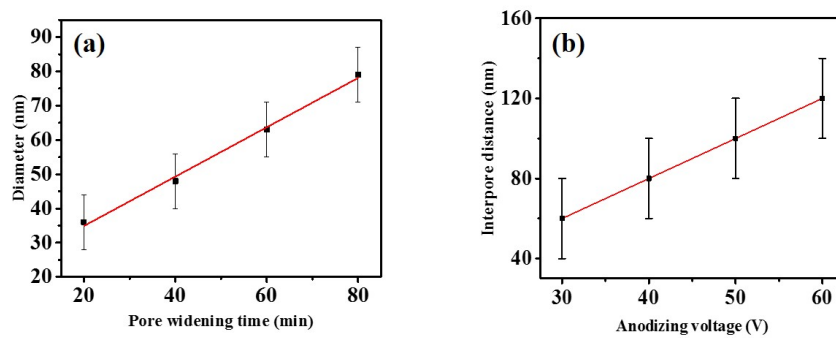 (a)
90
80
70
60
50
40
30
20
Diameter (nm)
20 40 60 80
Pore widening time (min)
(b)
160
120
80
40
Interpore distance (nm)
30 40 50 60
Anodizing voltage (V)